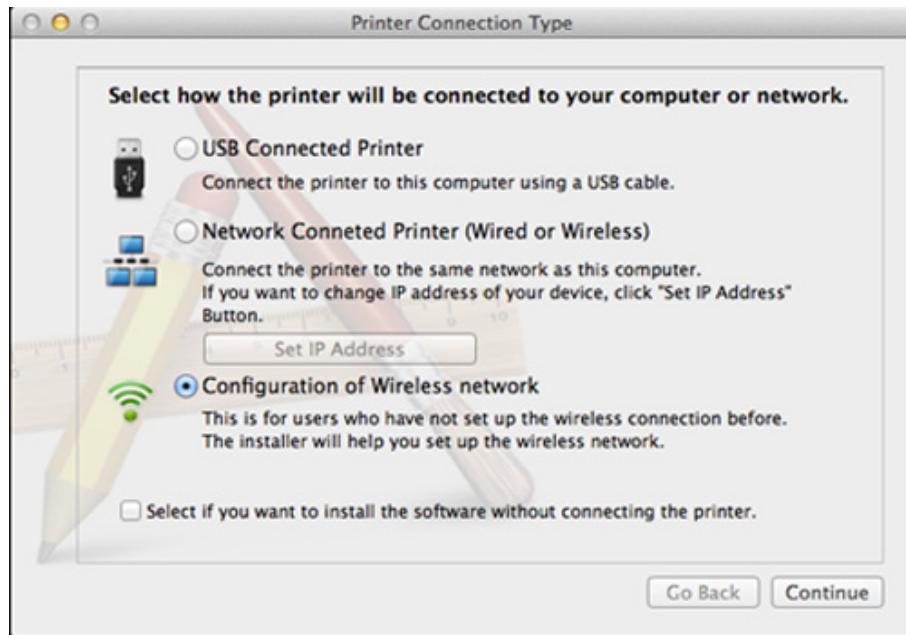 Printer Connection Type
Select how the printer will be connected to your computer or network.
USB Connected Printer
Connect the printer to this computer using a USB cable.
Network Conneted Printer (Wired or Wireless)
Connect the printer to the same network as this computer.
If you want to change IP address of your device, click "Set IP Address"
Button.
Set IP Address
Configuration of Wireless network
This is for users who have not set up the wireless connection before.
The installer will help you set up the wireless network.
Select if you want to install the software without connecting the printer.
Go Back Continue